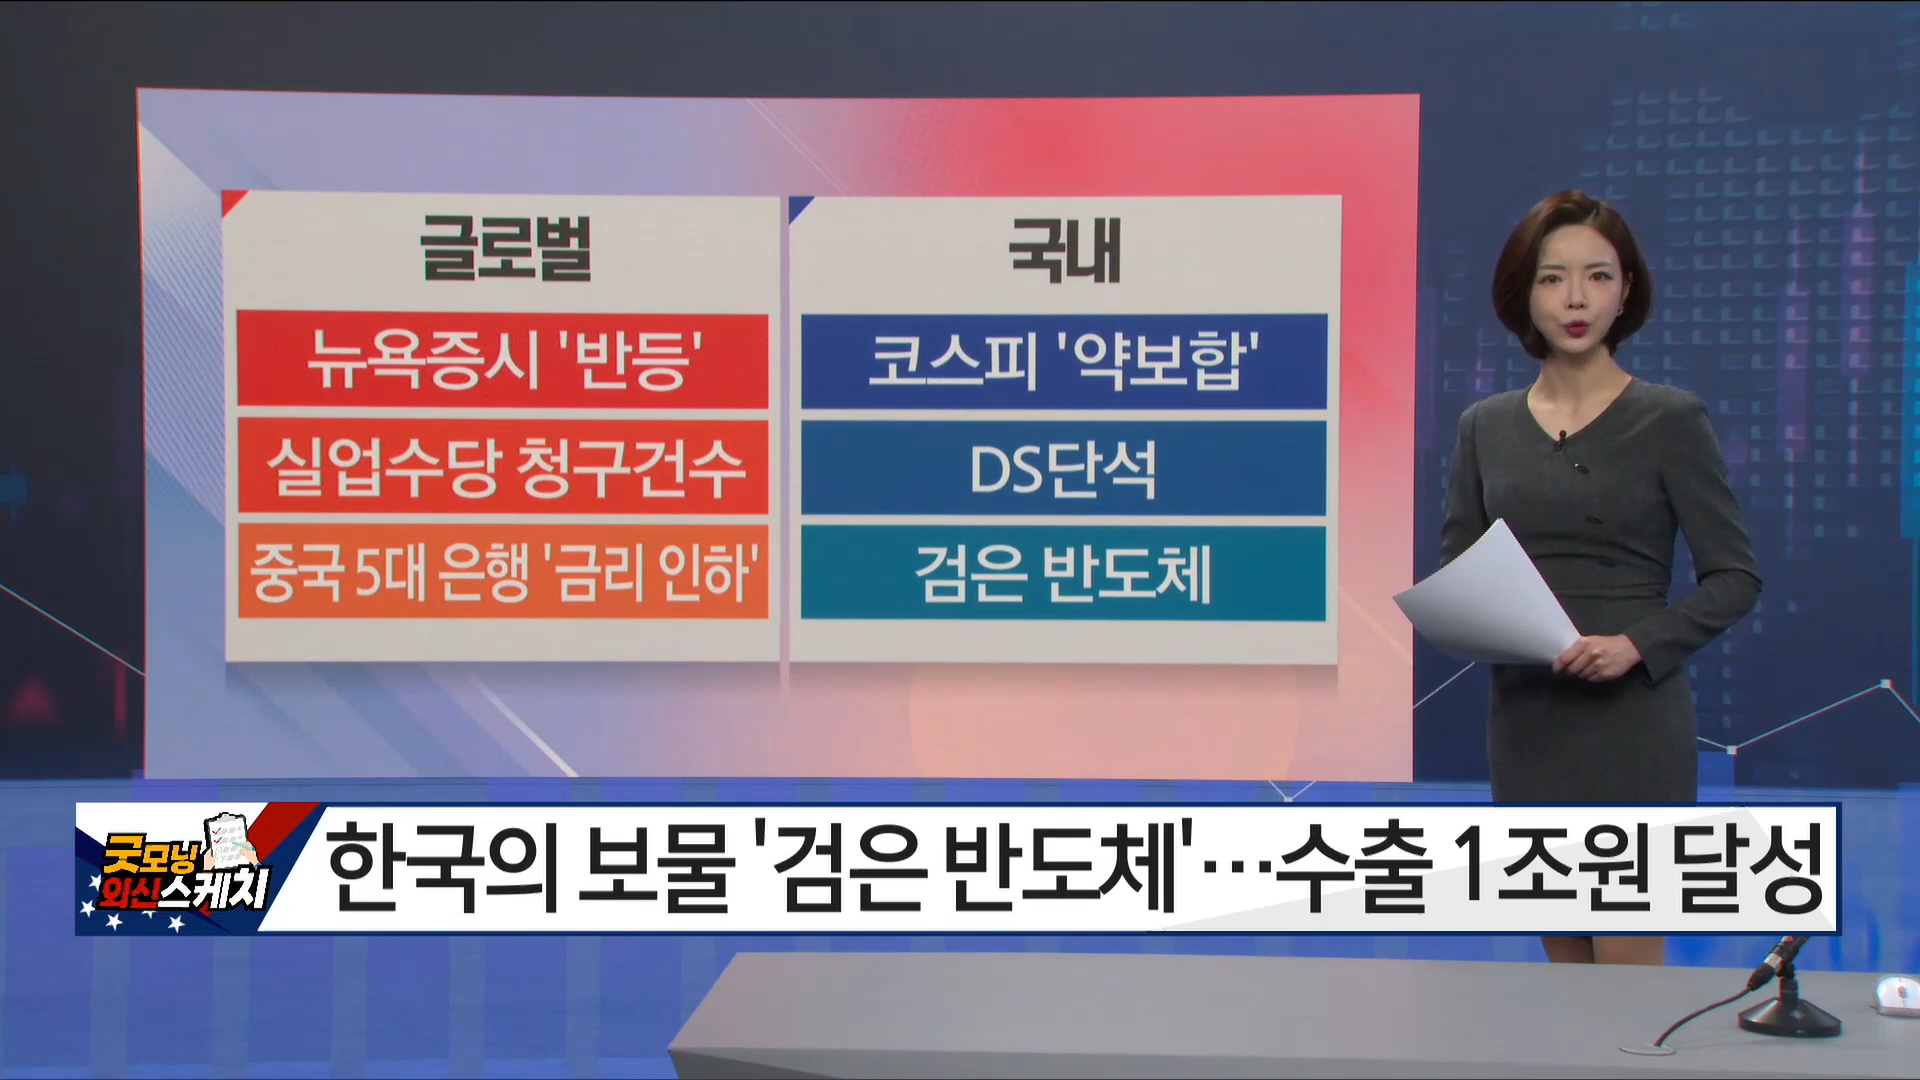 글로벌
뉴욕증시 '반등'
실업수당 청구건수
중국 5대 은행 '금리 인하'
국내
코스피 '약보합'
DS단석
검은 반도체
굿모닝
외신스케치
한국의 보물 '검은 반도체'…수출 1조원 달성